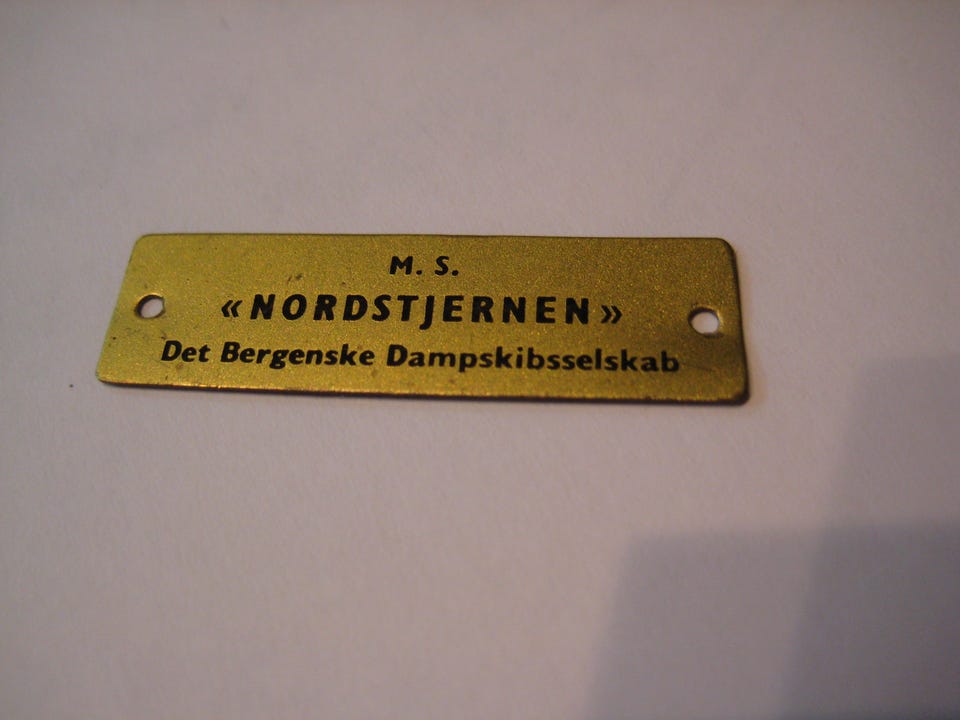 M. S.
«NORDSTJERNEN»
Det Bergenske Dampskibsselskab